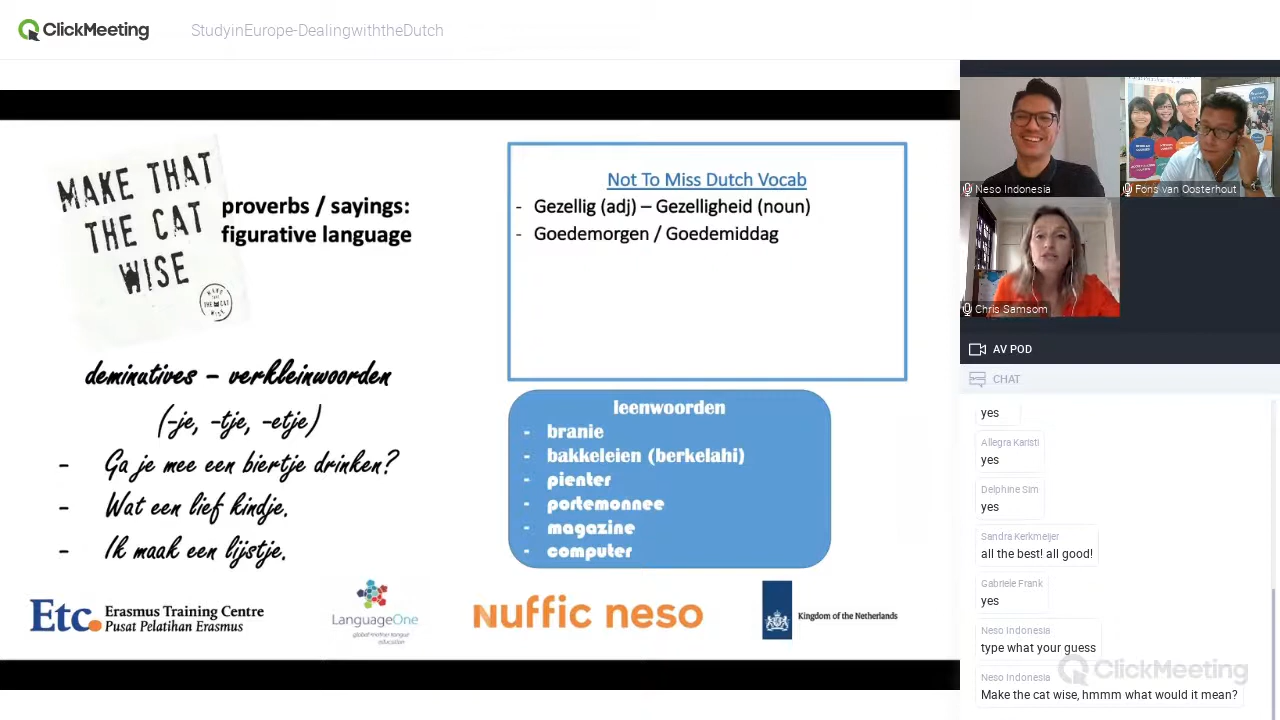 ClickMeeting
StudyinEurope-DealingwiththeDutch
MAKE THAT
THE CAT
WISE
proverbs / sayings:
figurative language
deminutives – verkleinwoorden
(-je, -tje, -etje)
- Ga je mee een biertje drinken?
- Wat een lief kindje.
- Ik maak een lijstje.
Not To Miss Dutch Vocab
- Gezellig (adj) – Gezelligheid (noun)
- Goedemorgen / Goedemiddag
leenwoorden
- branie
- bakkeleien (berkelahi)
- pienter
- portemonnee
- magazine
- computer
Etc. Erasmus Training Centre
Pusat Pelatihan Erasmus
LanguageOne
global mother tongue
education
nuffic neso
Kingdom of the Netherlands
Neso Indonesia
Fons van Oosterhout
Chris Samsom
AV POD
CHAT
yes
Allegra Karisti
yes
Delphine Sim
yes
Sandra Kerkmeijer
all the best! all good!
Gabriele Frank
yes
Neso Indonesia
type what your guess
ClickMeeting
Neso Indonesia
Make the cat wise, hmmm what would it mean?